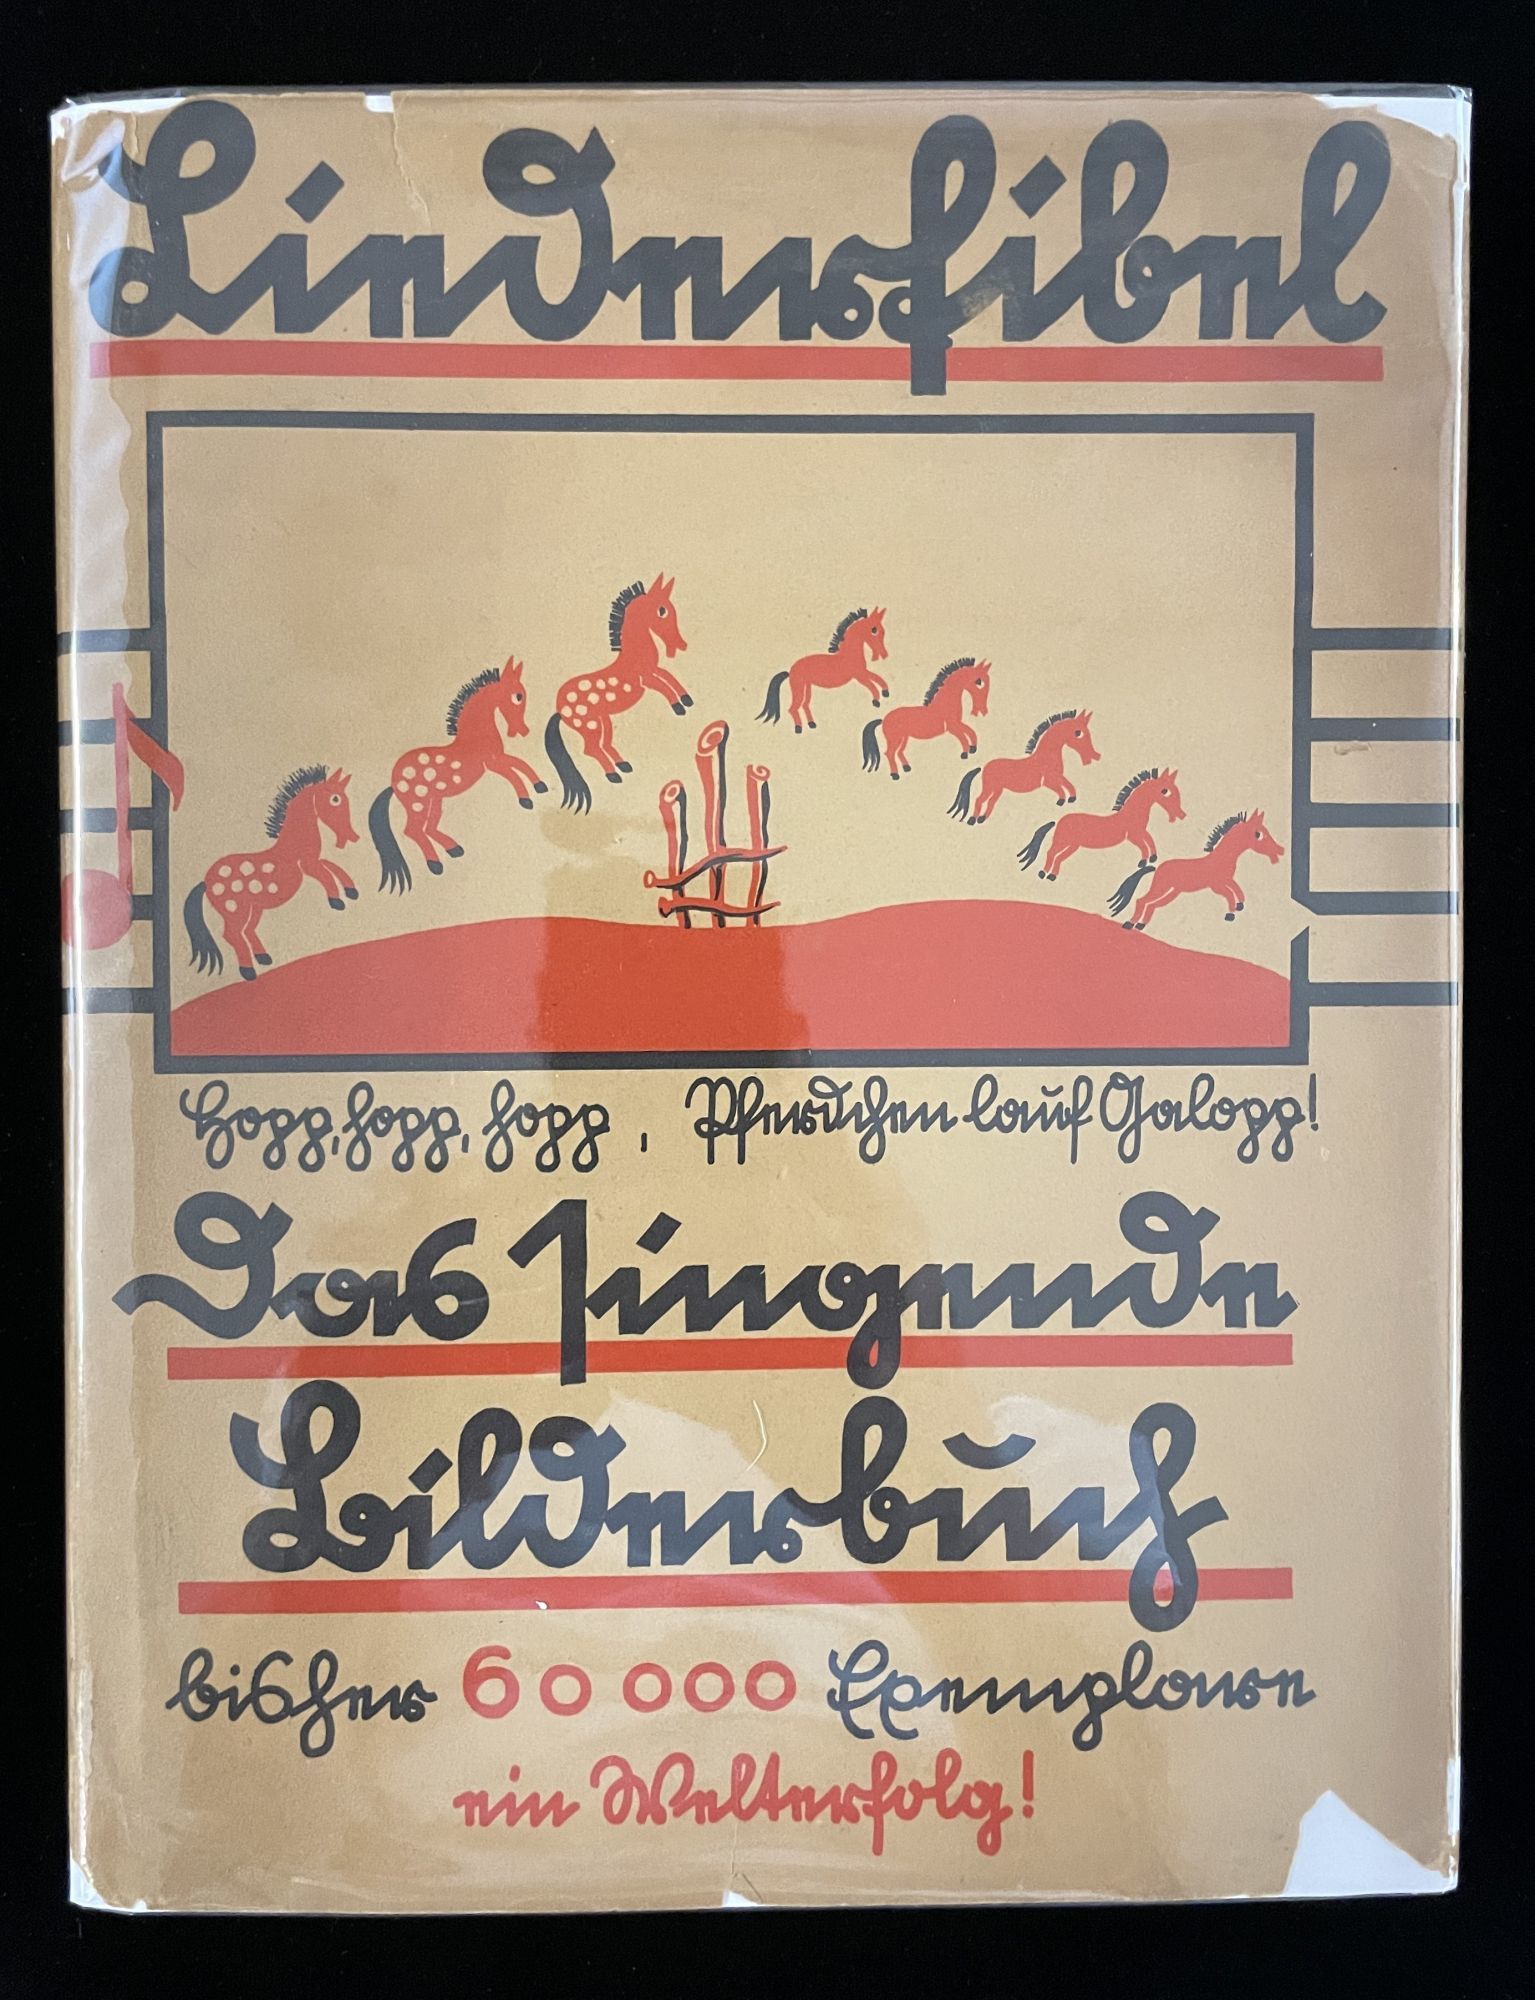 Liederfibel
Hopp, hopp, hopp, Pferdchen lauf Galopp!
Das singende
Bilderbuch
bisher 60 000 Exemplare
ein Welterfolg!